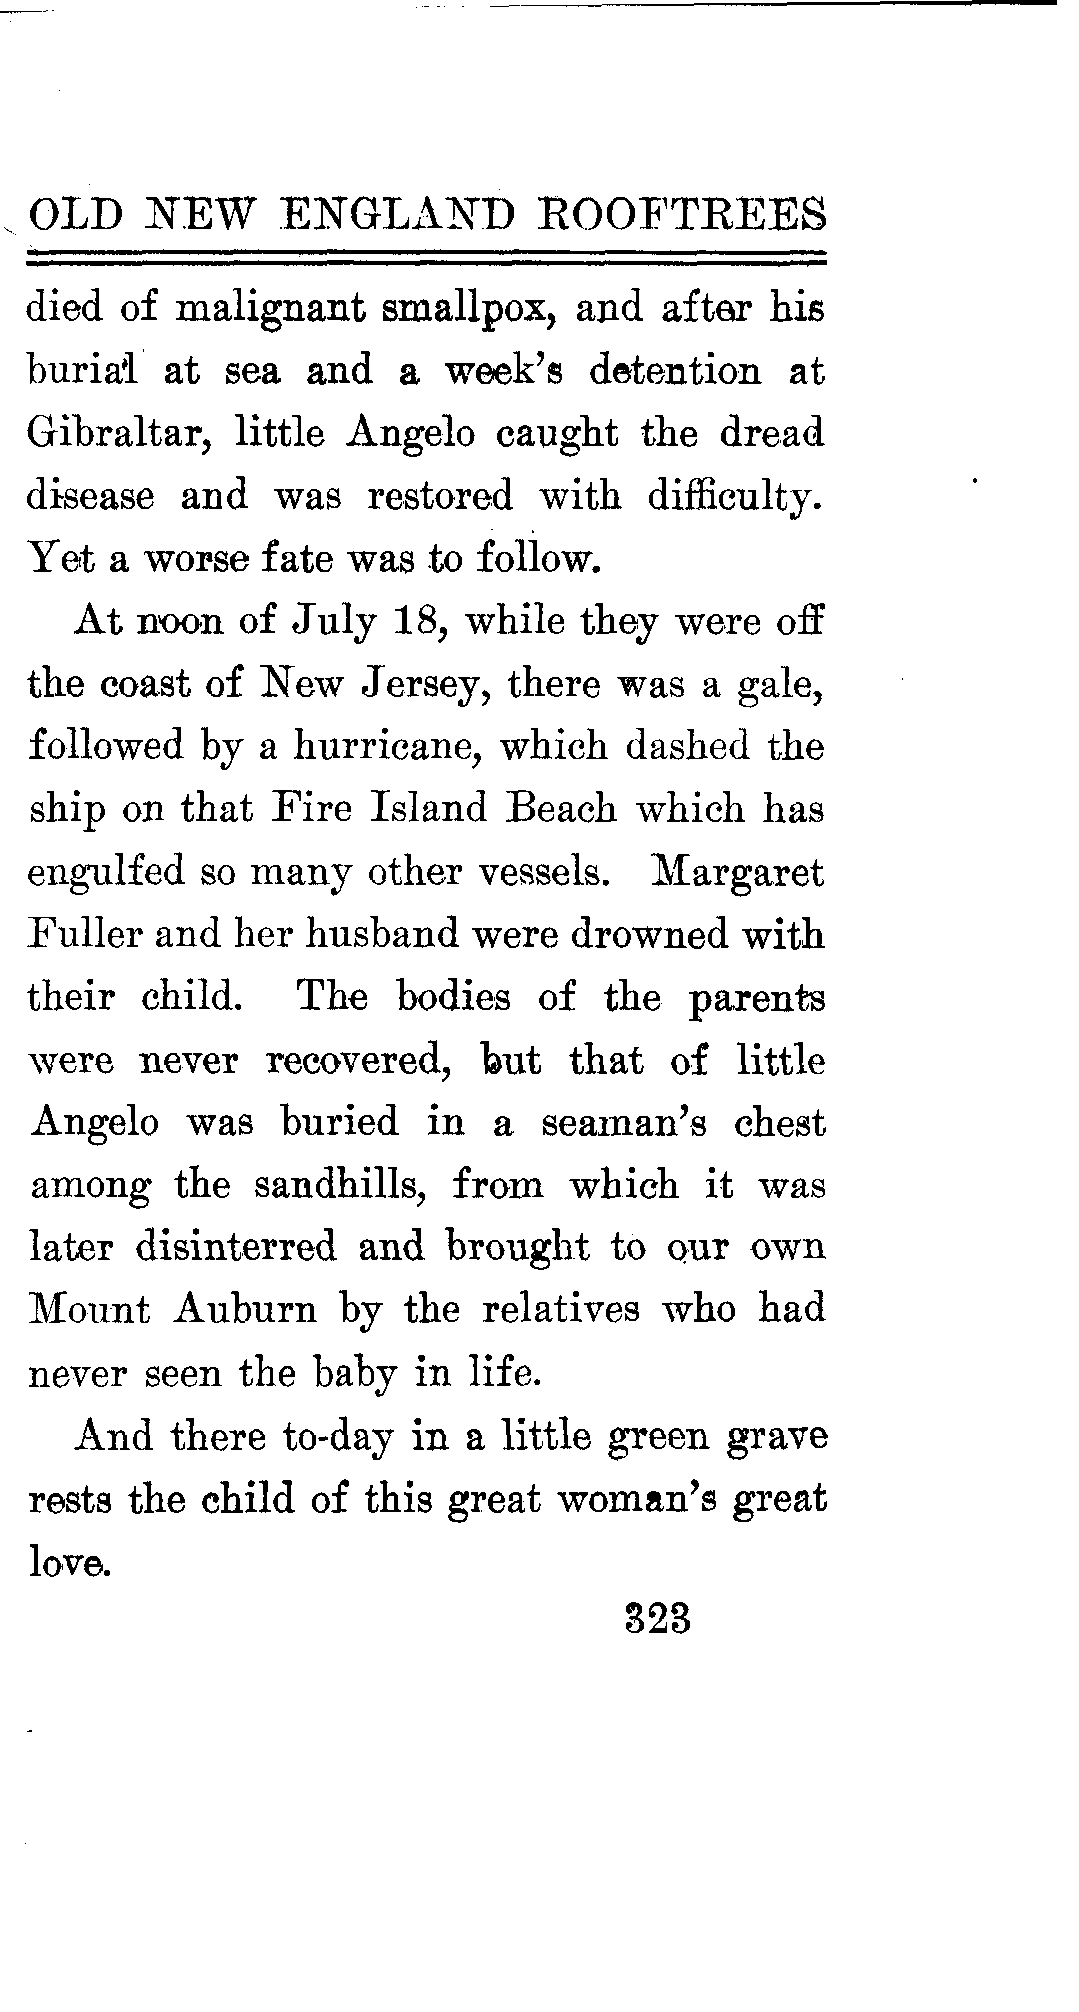 OLD NEW ENGLAND ROOFTREES
died of malignant smallpox, and after his
burial at sea and a week's detention at
Gibraltar, little Angelo caught the dread
disease and was restored with difficulty.
Yet a worse fate was to follow.
At noon of July 18, while they were off
the coast of New Jersey, there was a gale,
followed by a hurricane, which dashed the
ship on that Fire Island Beach which has
engulfed so many other vessels. Margaret
Fuller and her husband were drowned with
their child. The bodies of the parents
were never recovered, but that of little
Angelo was buried in a seaman's chest
among the sandhills, from which it was
later disinterred and brought to our own
Mount Auburn by the relatives who had
never seen the baby in life.
And there to-day in a little green grave
rests the child of this great woman's great
love.
323